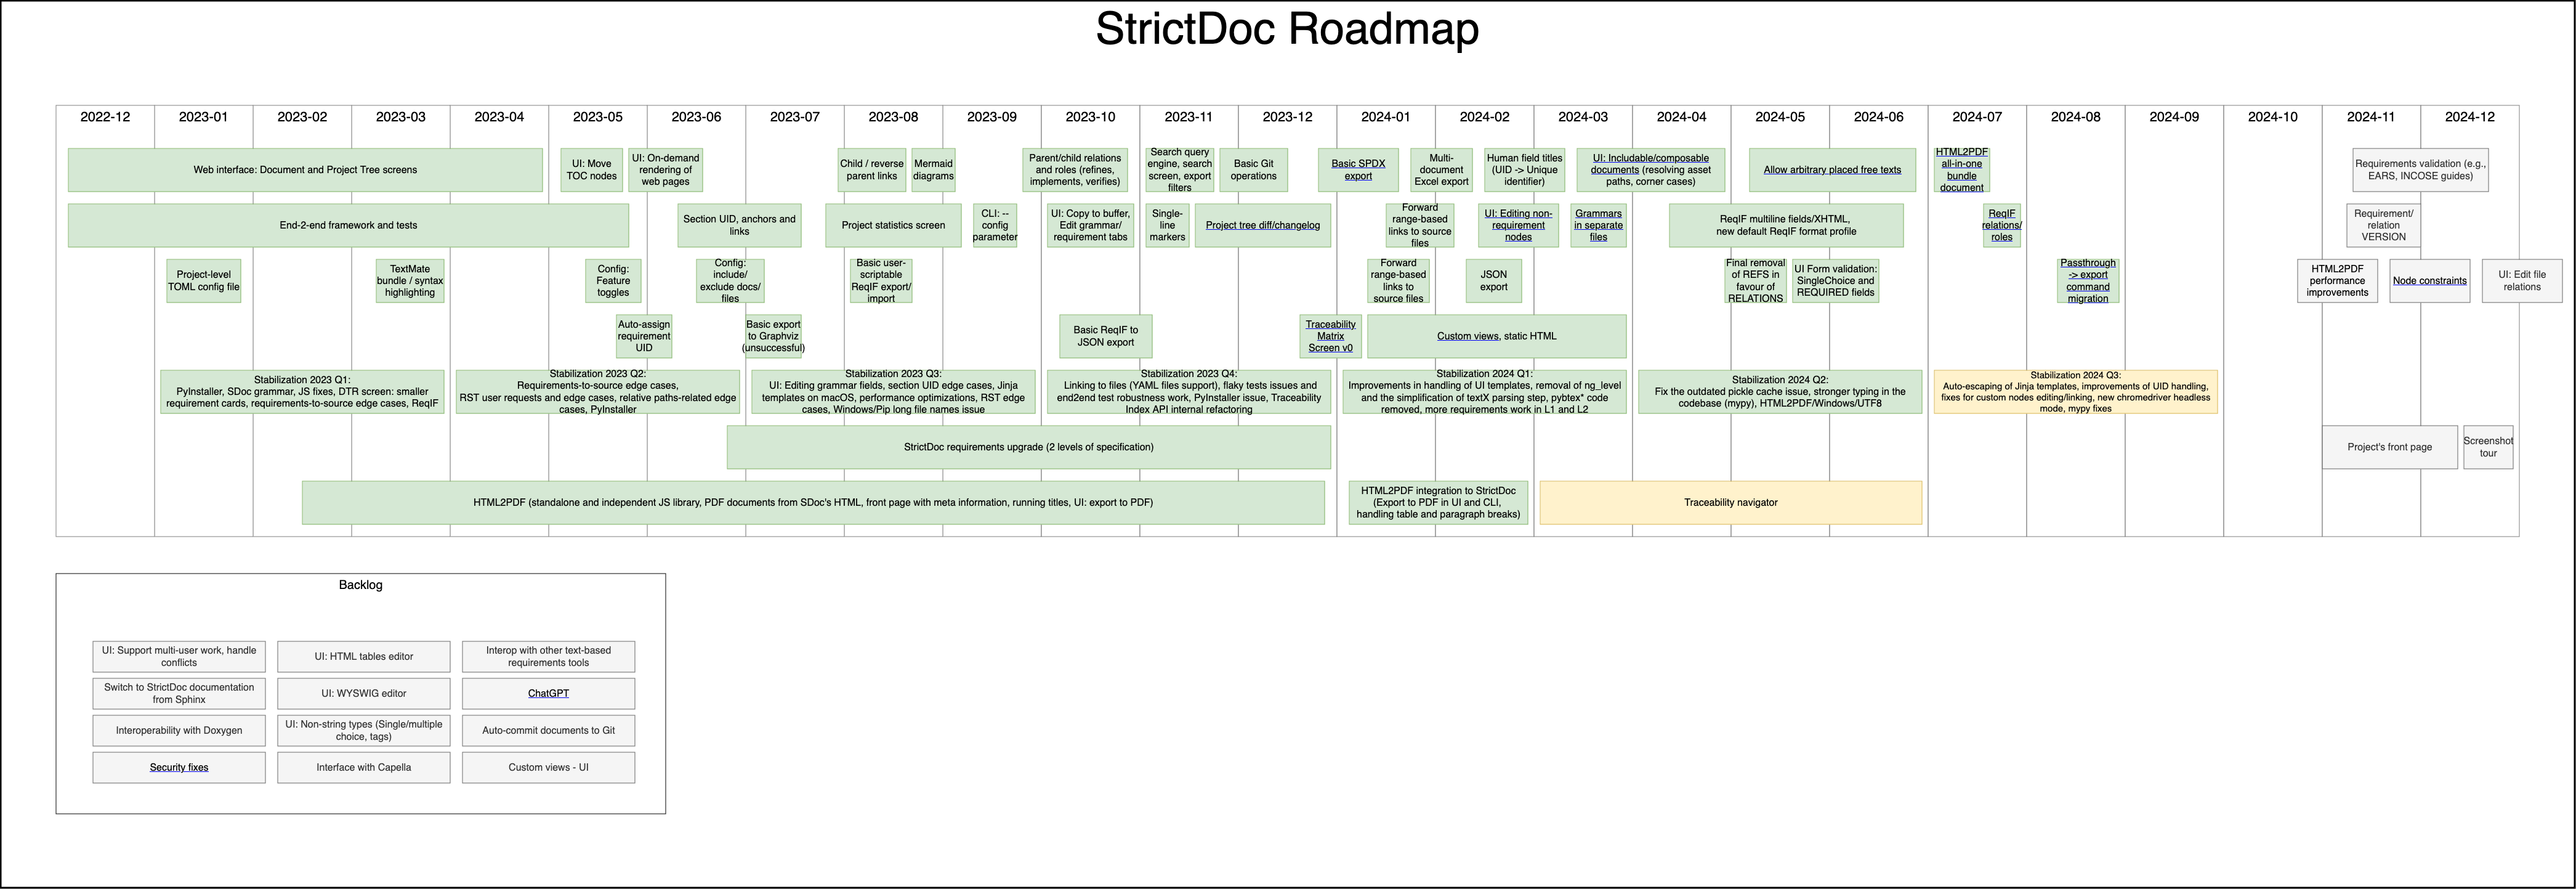 StrictDoc Roadmap
2022-12
2023-01
2023-02
2023-03
2023-04
2023-05
2023-06
2023-07
2023-08
2023-09
2023-10
2023-11
2023-12
2024-01
2024-02
2024-03
2024-04
2024-05
2024-06
2024-07
2024-08
2024-09
2024-10
2024-11
2024-12
Web interface: Document and Project Tree screens
UI: Move
TOC nodes
UI: On-demand
rendering of
web pages
Child / reverse
parent links
Mermaid
diagrams
Parent/child relations
and roles (refines,
implements, verifies)
Search query
engine, search
screen, export
filters
Basic Git
operations
Basic SPDX
export
Multi-
document
Excel export
Human field titles
(UID -> Unique
identifier)
UI: Includable/composable
documents (resolving asset
paths, corner cases)
Allow arbitrary placed free texts
HTML2PDF
all-in-one
bundle
document
Requirements validation (e.g.,
EARS, INCOSE guides)
End-2-end framework and tests
Section UID, anchors and
links
Project statistics screen
CLI: --
config
parameter
UI: Copy to buffer,
Edit grammar/
requirement tabs
Single-
line
markers
Project tree diff/changelog
Forward
range-based
links to source
files
UI: Editing non-
requirement
nodes
Grammars
in separate
files
ReqIF multiline fields/XHTML,
new default ReqIF format profile
ReqIF
relations/
roles
Requirement/
relation
VERSION
Project-level
TOML config file
TextMate
bundle / syntax
highlighting
Config:
Feature
toggles
Config:
include/
exclude docs/
files
Basic user-
scriptable
ReqIF export/
import
Forward
range-based
links to
source files
JSON
export
Final removal
of REFS in
favour of
RELATIONS
UI Form validation:
SingleChoice and
REQUIRED fields
Passthrough
-> export
command
migration
HTML2PDF
performance
improvements
Node constraints
UI: Edit file
relations
Auto-assign
requirement
UID
Basic export
to Graphviz
(unsuccessful)
Basic ReqIF to
JSON export
Traceability
Matrix
Screen v0
Custom views, static HTML
Stabilization 2023 Q1:
PyInstaller, SDoc grammar, JS fixes, DTR screen: smaller
requirement cards, requirements-to-source edge cases, ReqIF
Stabilization 2023 Q2:
Requirements-to-source edge cases,
RST user requests and edge cases, relative paths-related edge
cases, PyInstaller
Stabilization 2023 Q3:
UI: Editing grammar fields, section UID edge cases, Jinja
templates on macOS, performance optimizations, RST edge
cases, Windows/Pip long file names issue
Stabilization 2023 Q4:
Linking to files (YAML files support), flaky tests issues and
end2end test robustness work, PyInstaller issue, Traceability
Index API internal refactoring
Stabilization 2024 Q1:
Improvements in handling of UI templates, removal of ng_level
and the simplification of textX parsing step, pybtex* code
removed, more requirements work in L1 and L2
Stabilization 2024 Q2:
Fix the outdated pickle cache issue, stronger typing in the
codebase (mypy), HTML2PDF/Windows/UTF8
Stabilization 2024 Q3:
Auto-escaping of Jinja templates, improvements of UID handling,
fixes for custom nodes editing/linking, new chromedriver headless
mode, mypy fixes
StrictDoc requirements upgrade (2 levels of specification)
Project's front page
Screenshot
tour
HTML2PDF (standalone and independent JS library, PDF documents from SDoc's HTML, front page with meta information, running titles, UI: export to PDF)
HTML2PDF integration to StrictDoc
(Export to PDF in UI and CLI,
handling table and paragraph breaks)
Traceability navigator
Backlog
UI: Support multi-user work, handle
conflicts
UI: HTML tables editor
Interop with other text-based
requirements tools
Switch to StrictDoc documentation
from Sphinx
UI: WYSWIG editor
ChatGPT
Interoperability with Doxygen
UI: Non-string types (Single/multiple
choice, tags)
Auto-commit documents to Git
Security fixes
Interface with Capella
Custom views - UI